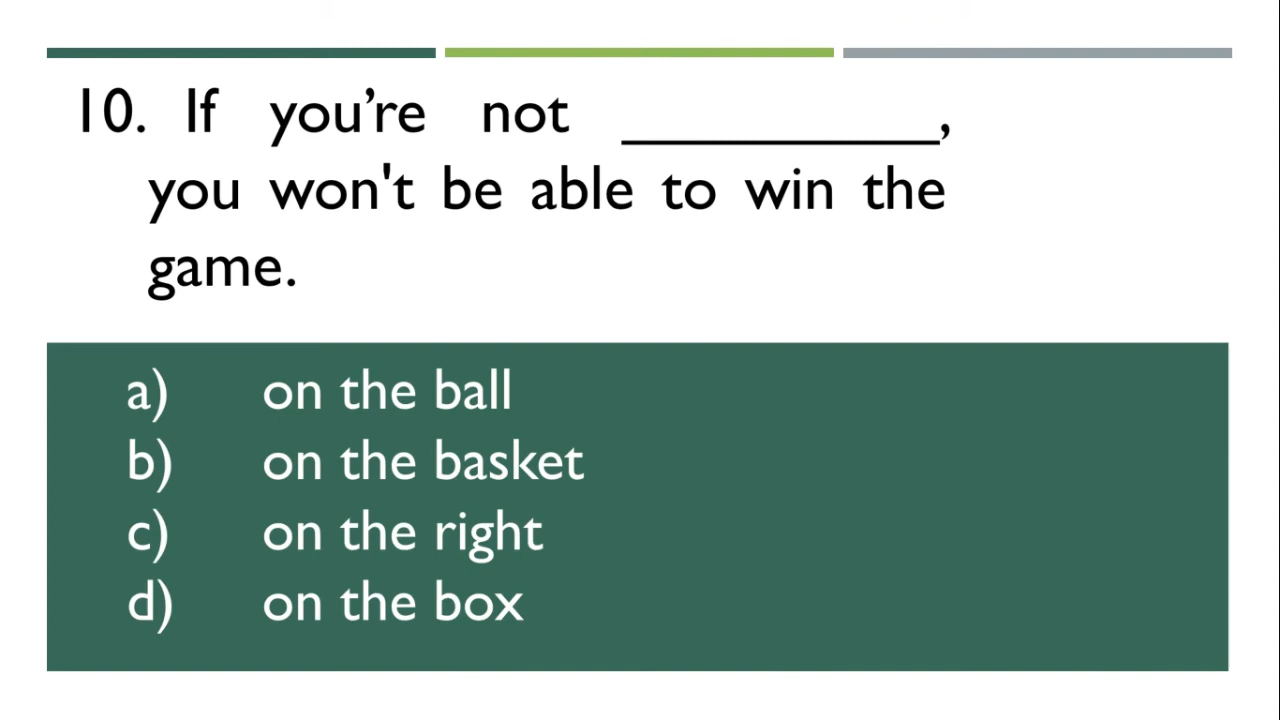 10. If you’re not __________,
you won't be able to win the
game.
a) on the ball
b) on the basket
c) on the right
d) on the box